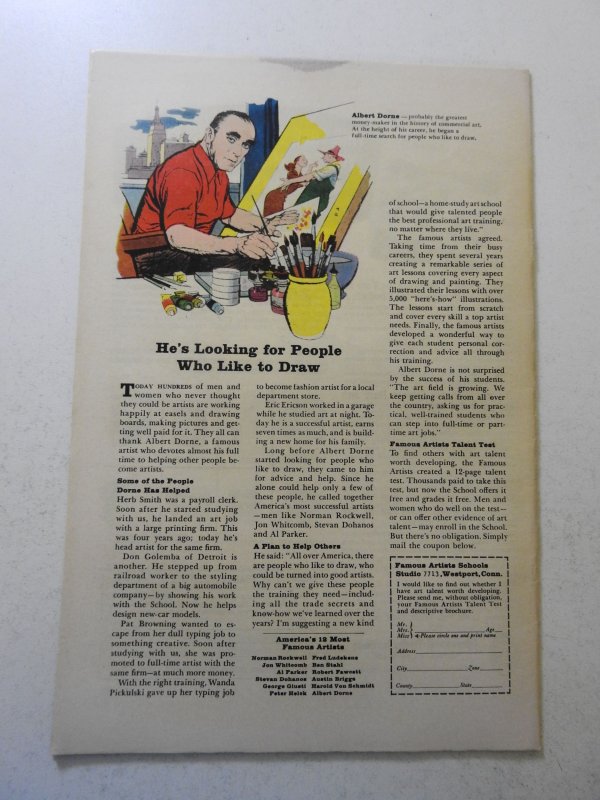 Albert Dorne — probably the greatest
money-maker in the history of commercial art.
At the height of his career, he began a
full-time search for people who like to draw.
He's Looking for People
Who Like to Draw
TODAY HUNDREDS of men and
women who never thought
they could be artists are working
happily at easels and drawing
boards, making pictures and get-
ting well paid for it. They all can
thank Albert Dorne, a famous
artist who devotes almost his full
time to helping other people be-
come artists.
Some of the People
Dorne Has Helped
Herb Smith was a payroll clerk.
Soon after he started studying
with us, he landed an art job
with a large printing firm. This
was four years ago; today he's
head artist for the same firm.
Don Golemba of Detroit is
another. He stepped up from
railroad worker to the styling
department of a big automobile
company—by showing his work
with the School. Now he helps
design new-car models.
Pat Browning wanted to es-
cape from her dull typing job to
something creative. Soon after
studying with us, she was pro-
moted to full-time artist with the
same firm—at much more money.
With the right training, Wanda
Pickulski gave up her typing job
to become fashion artist for a local
department store.
Eric Ericson worked in a garage
while he studied art at night. To-
day he is a successful artist, earns
seven times as much, and is build-
ing a new home for his family.
Long before Albert Dorne
started looking for people who
like to draw, they came to him
for advice and help. Since he
alone could help only a few of
these people, he called together
America's most successful artists
—men like Norman Rockwell,
Jon Whitcomb, Stevan Dohanos
and Al Parker.
A Plan to Help Others
He said: "All over America, there
are people who like to draw, who
could be turned into good artists.
Why can't we give these people
the training they need—includ-
ing all the trade secrets and
know-how we've learned over the
years? I'm suggesting a new kind
America's 12 Most
Famous Artists
Norman Rockwell Fred Ludekens
Jon Whitcomb Ben Stahl
Al Parker Robert Fawcett
Stevan Dohanos Austin Briggs
George Giusti Harold Von Schmidt
Peter Helck Albert Dorne
of school—a home-study art school
that would give talented people
the best professional art training,
no matter where they live."
The famous artists agreed.
Taking time from their busy
careers, they spent several years
creating a remarkable series of
art lessons covering every aspect
of drawing and painting. They
illustrated their lessons with over
5,000 "here's-how" illustrations.
The lessons start from scratch
and cover every skill a top artist
needs. Finally, the famous artists
developed a wonderful way to
give each student personal cor-
rection and advice all through
his training.
Albert Dorne is not surprised
by the success of his students.
"The art field is growing. We
keep getting calls from all over
the country, asking us for prac-
tical, well-trained students who
can step into full-time or part-
time art jobs."
Famous Artists Talent Test
To find others with art talent
worth developing, the Famous
Artists created a 12-page talent
test. Thousands paid to take this
test, but now the School offers it
free and grades it free. Men and
women who do well on the test—
or can offer other evidence of art
talent—may enroll in the School.
But there's no obligation. Simply
mail the coupon below.
Famous Artists Schools
Studio 7713, Westport, Conn.
I would like to find out whether I
have art talent worth developing.
Please send me, without obligation,
your Famous Artists Talent Test
and descriptive brochure.
Mr.
Mrs. Age
Miss Please circle one and print name
Address
City Zone
County State